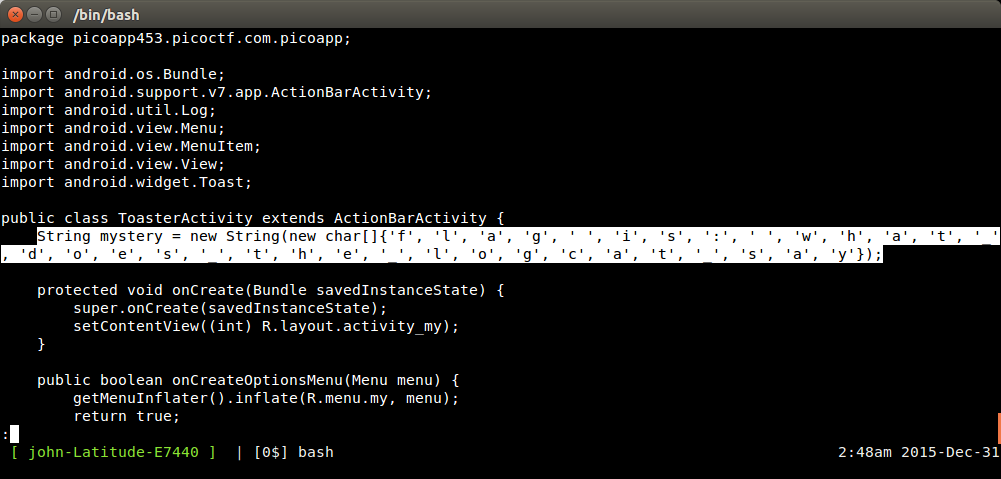 /bin/bash
package picoapp453.picoctf.com.picoapp;
import android.os.Bundle;
import android.support.v7.app.ActionBarActivity;
import android.util.Log;
import android.view.Menu;
import android.view.MenuItem;
import android.view.View;
import android.widget.Toast;
public class ToasterActivity extends ActionBarActivity {
    String mystery = new String(new char[]{'f', 'l', 'a', 'g', ' ', 'i', 's', ':', ' ', 'w', 'h', 'a', 't', '_'
, 'd', 'o', 'e', 's', '_', 't', 'h', 'e', '_', 'l', 'o', 'g', 'c', 'a', 't', '_', 's', 'a', 'y'});
    protected void onCreate(Bundle savedInstanceState) {
        super.onCreate(savedInstanceState);
        setContentView((int) R.layout.activity_my);
    }
    public boolean onCreateOptionsMenu(Menu menu) {
        getMenuInflater().inflate(R.menu.my, menu);
        return true;
:
[ john-Latitude-E7440 ]  | [0$] bash 2:48am 2015-Dec-31